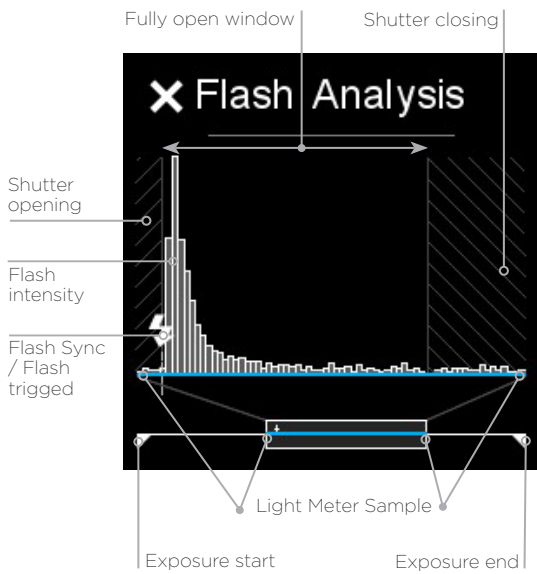 Fully open window
Shutter closing
Flash Analysis
Shutter
opening
Flash
intensity
Flash Sync
/ Flash
trigged
Light Meter Sample
Exposure start
Exposure end